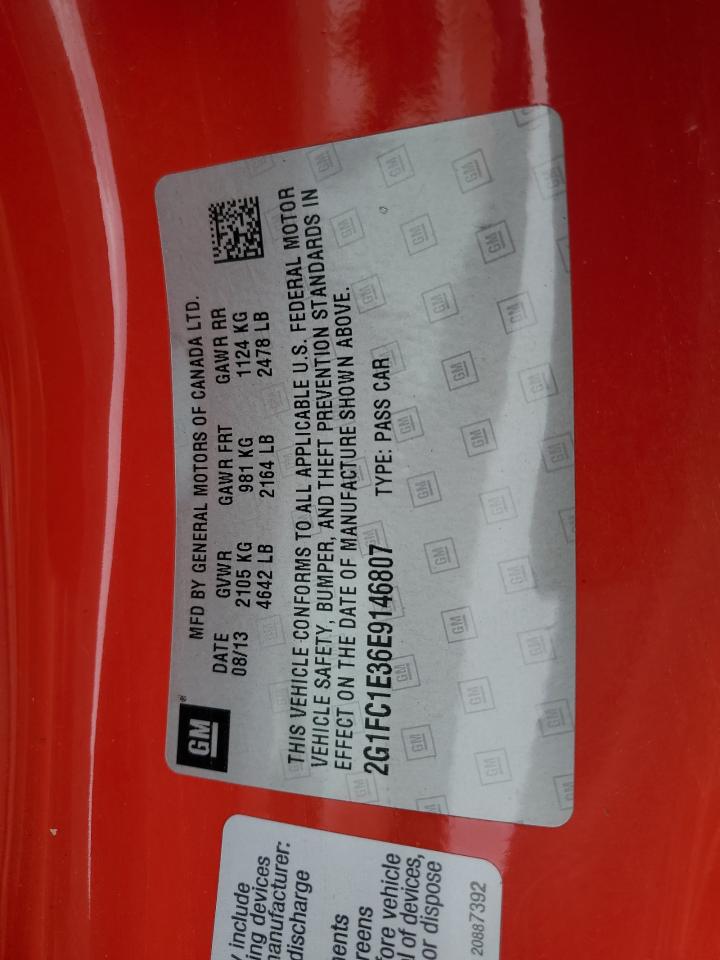 GM®
MFD BY GENERAL MOTORS OF CANADA LTD.
DATE GVWR GAWR FRT GAWR RR
08/13 2105 KG 981 KG 1124 KG
4642 LB 2164 LB 2478 LB
THIS VEHICLE CONFORMS TO ALL APPLICABLE U.S. FEDERAL MOTOR
VEHICLE SAFETY, BUMPER, AND THEFT PREVENTION STANDARDS IN
EFFECT ON THE DATE OF MANUFACTURE SHOWN ABOVE.
2G1FC1E36E9146807 TYPE: PASS CAR
y include
ing devices
manufacturer:
discharge
ents
reens
fore vehicle
l of devices,
or dispose
20887392